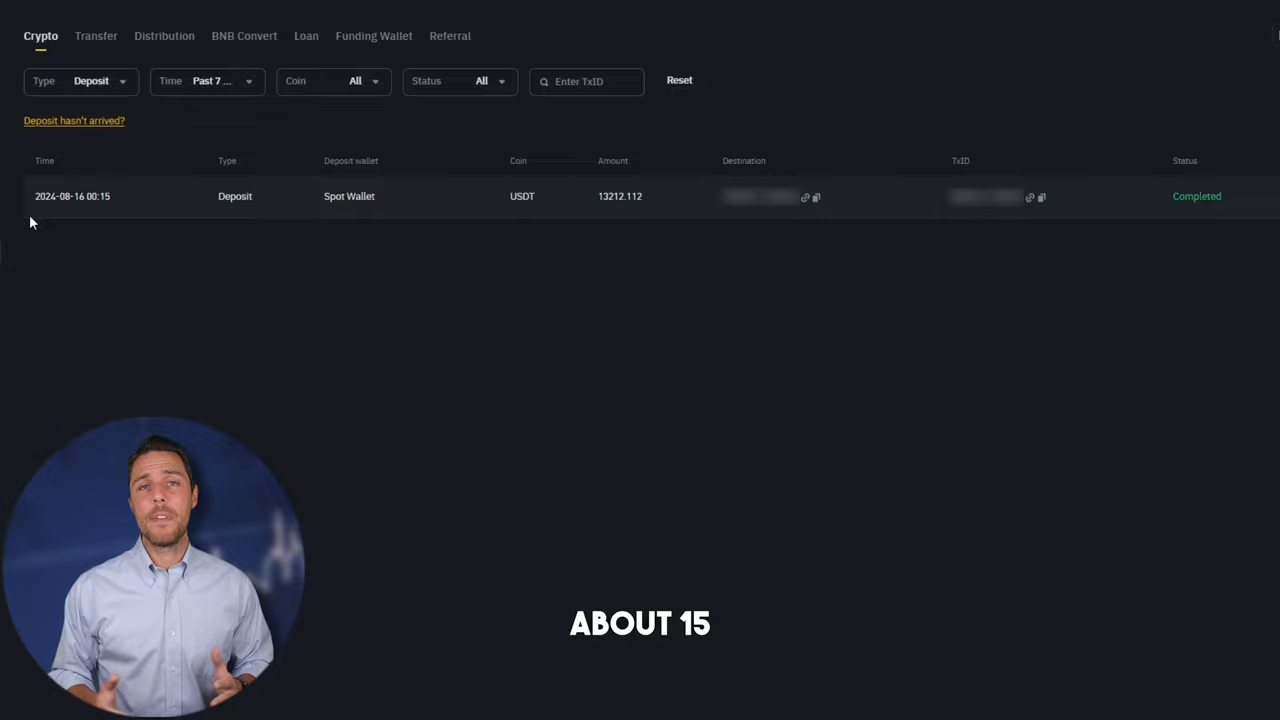 Crypto Transfer Distribution BNB Convert Loan Funding Wallet Referral
Type Deposit Time Past 7 ... Coin All Status All Enter TxID Reset
Deposit hasn't arrived?
Time Type Deposit wallet Coin Amount Destination TxID Status
2024-08-16 00:15 Deposit Spot Wallet USDT 13212.112 Completed
ABOUT 15